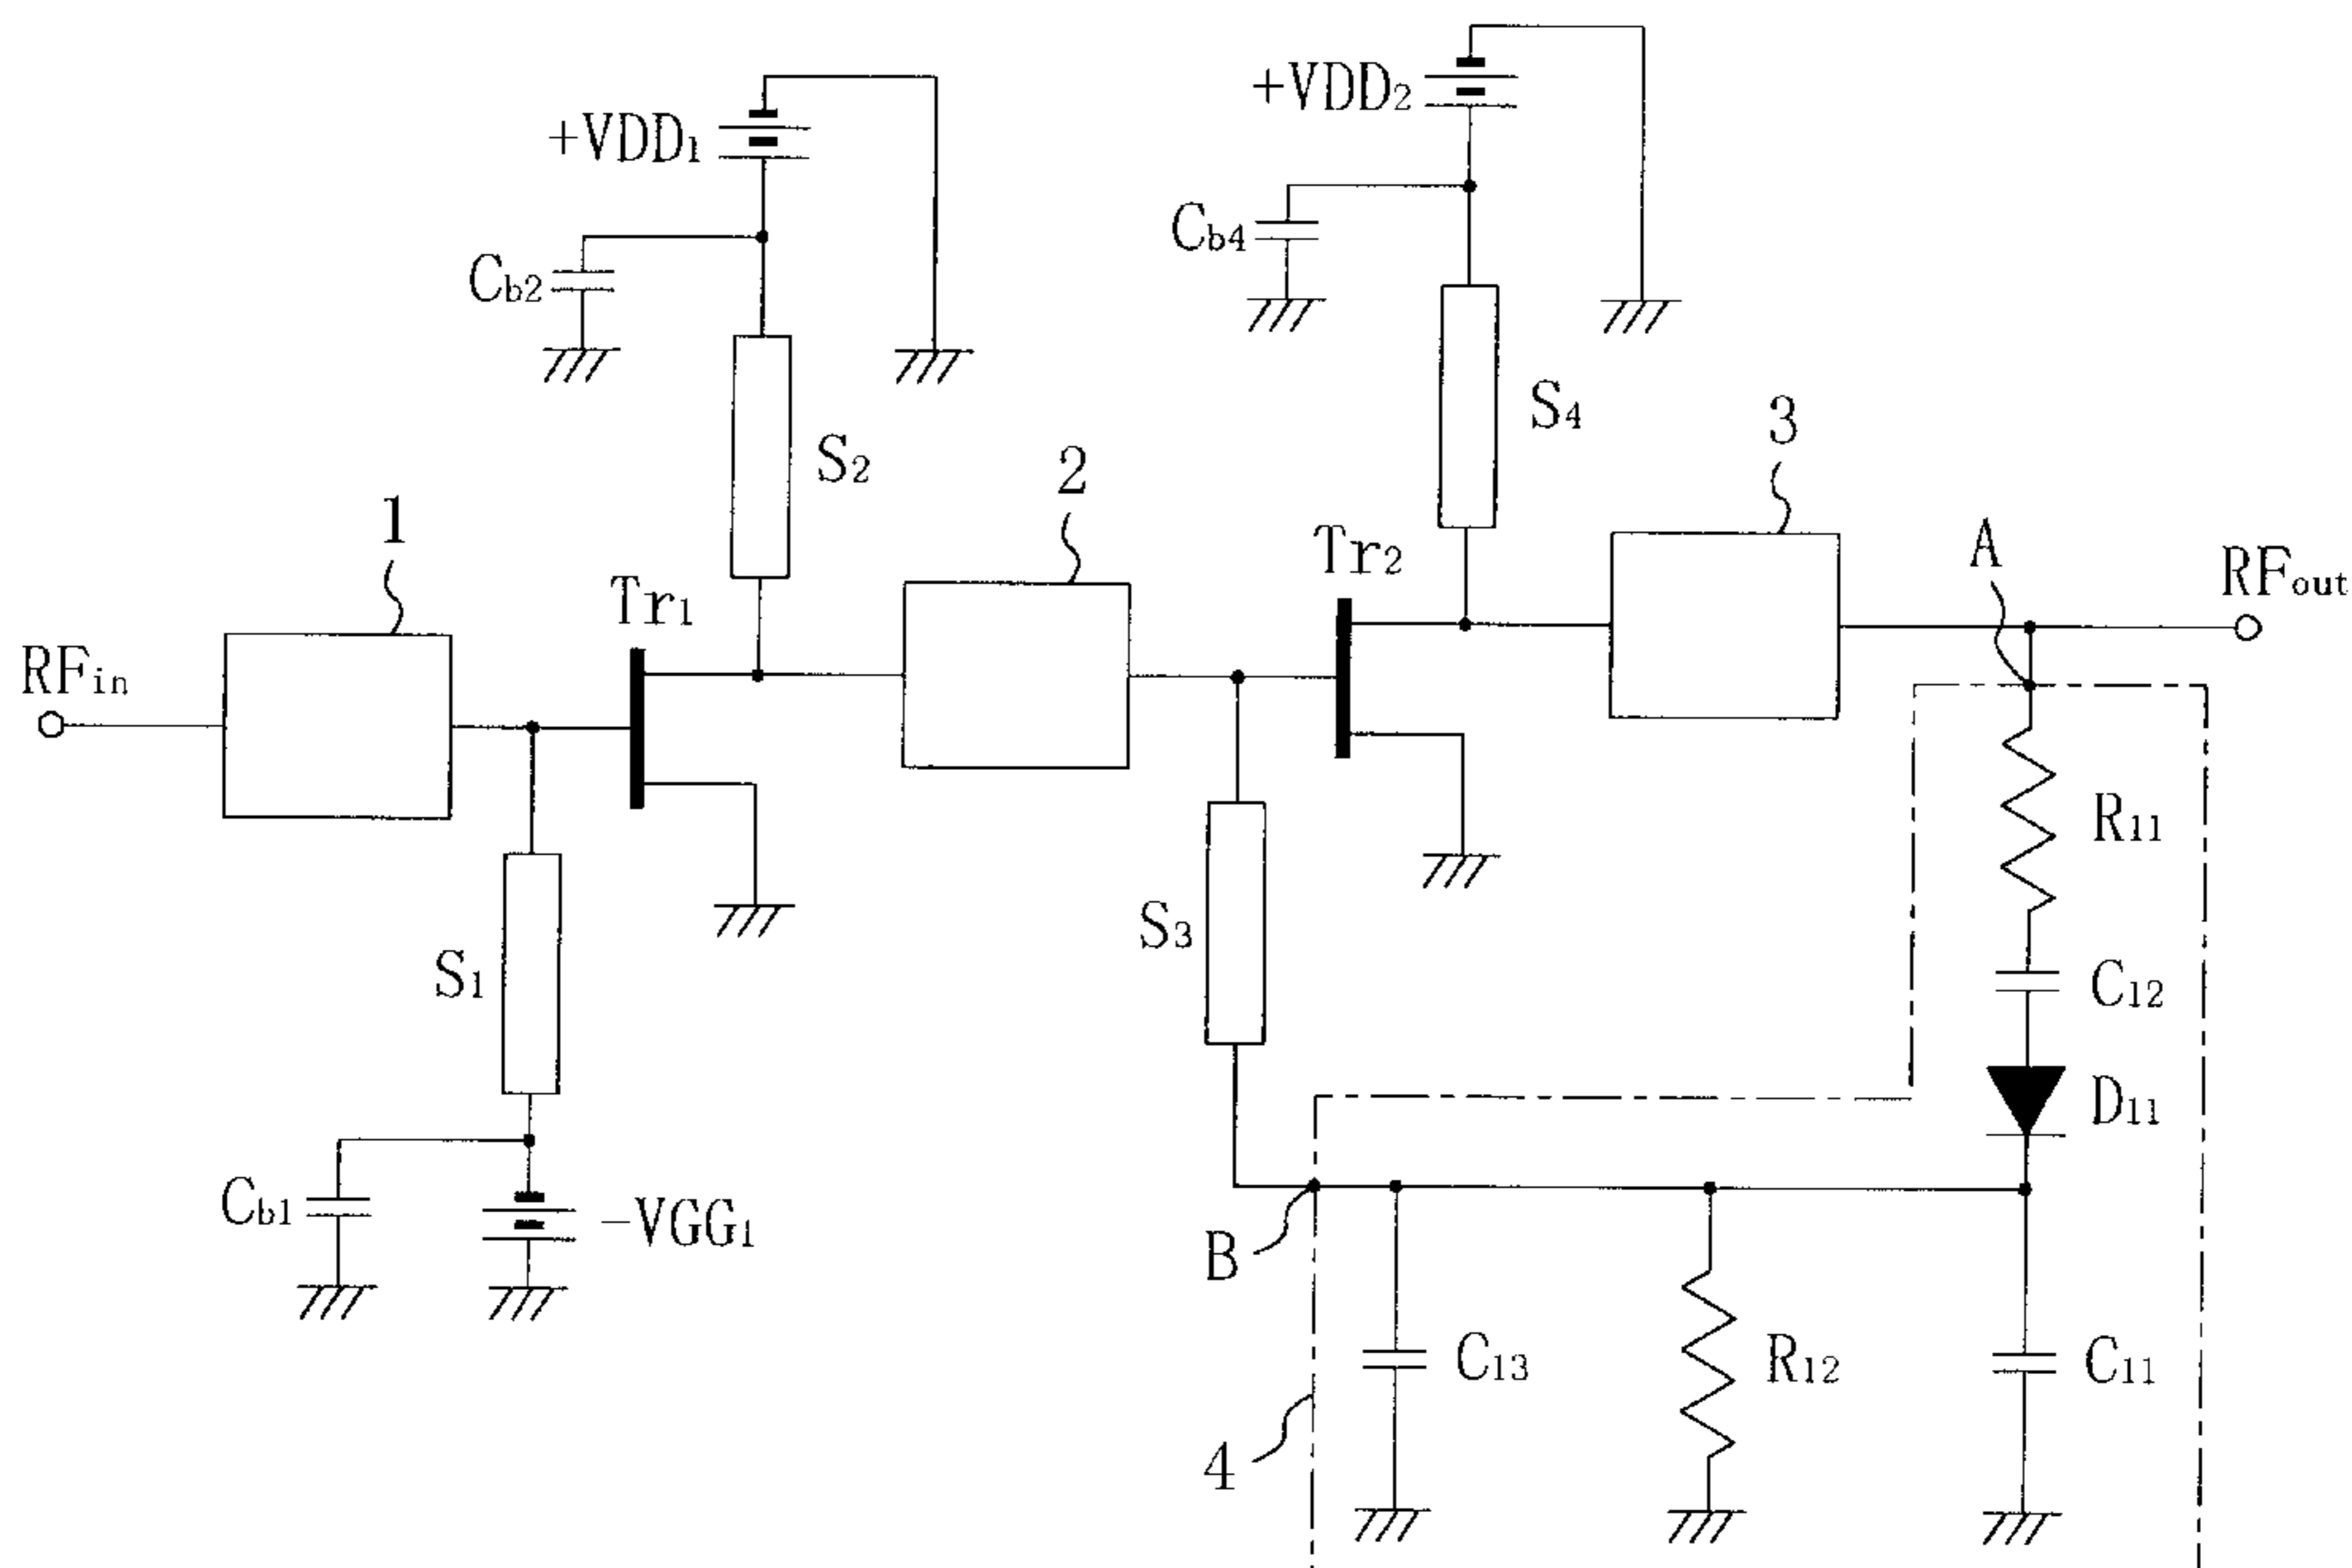 +VDD2
+VDD1
Cb4
Cb2
S4
3
S2
2
1
Tr2
A
RFout
Tr1
RFin
R11
S3
S1
C12
D11
Cb1
-VGG1
B
C13
R12
C11
4